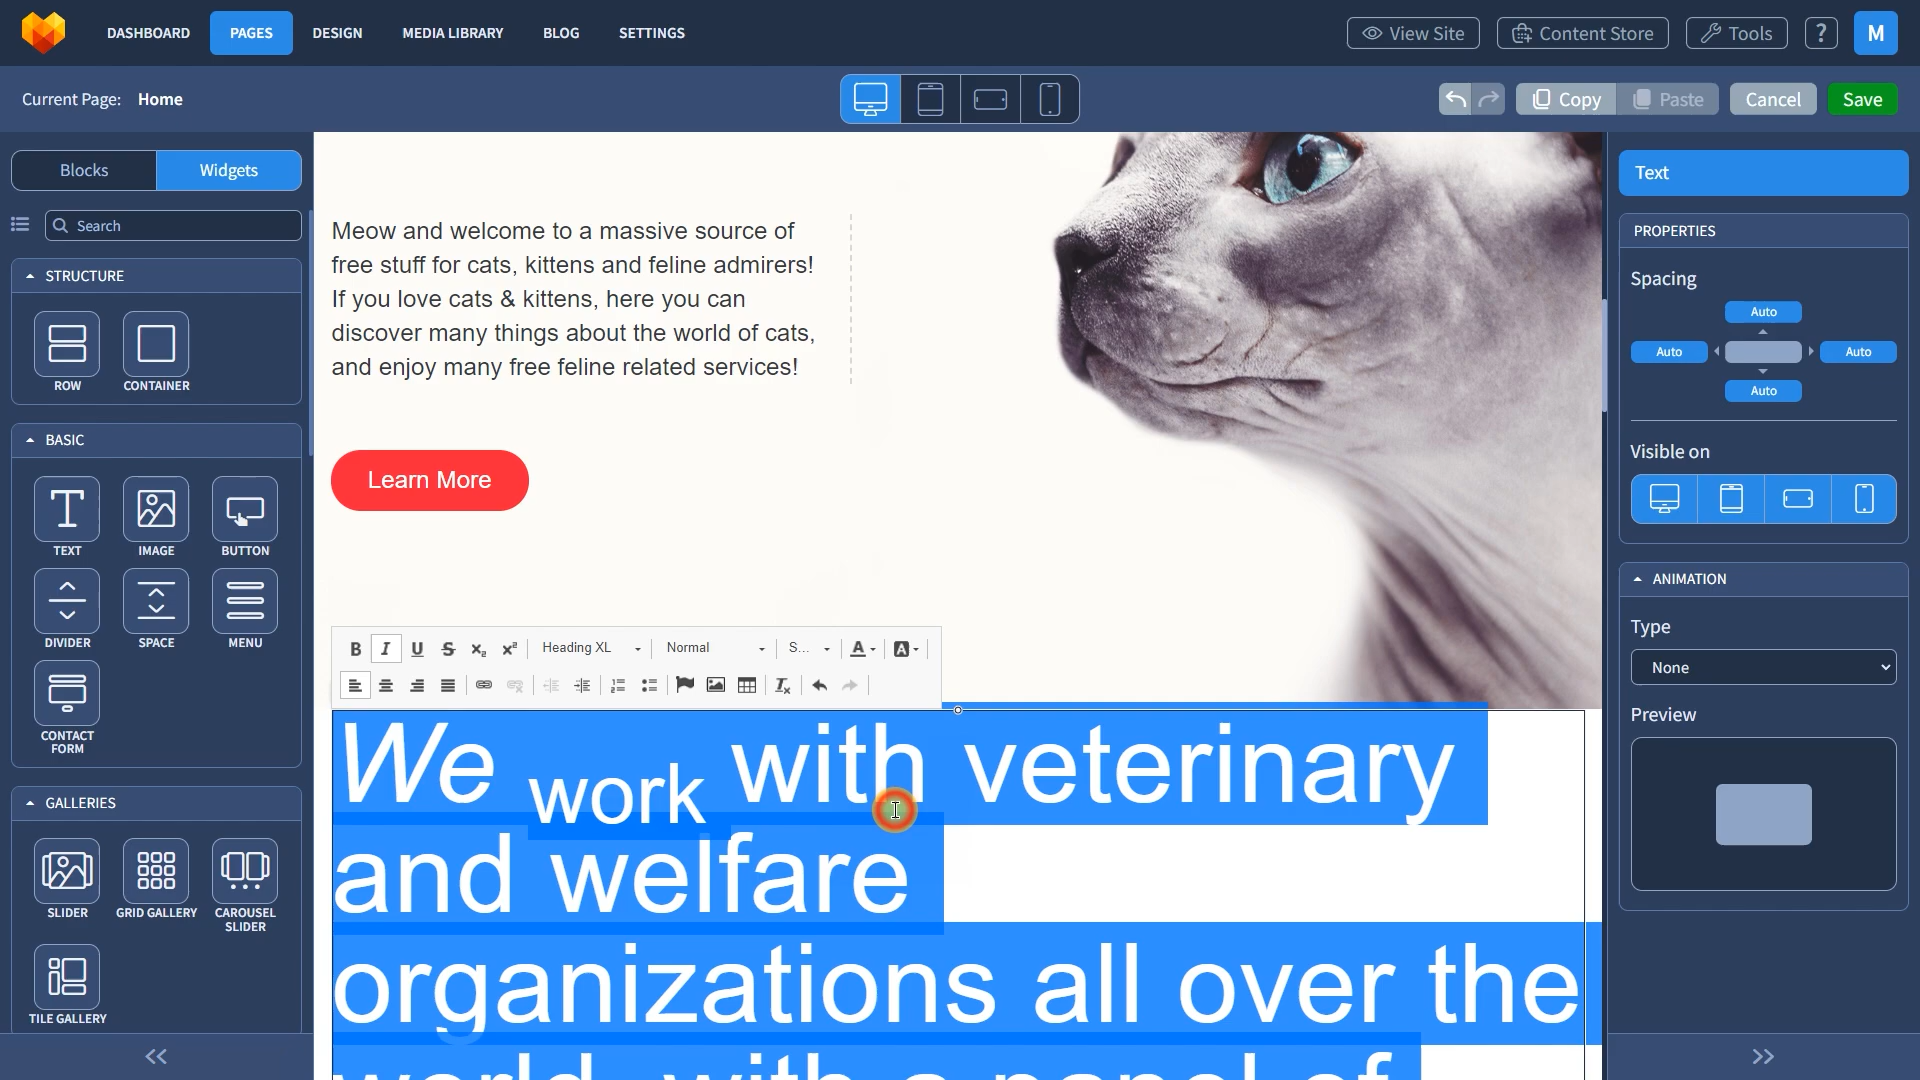 DASHBOARD PAGES DESIGN MEDIA LIBRARY BLOG SETTINGS View Site Content Store Tools ? M
Current Page: Home Copy Paste Cancel Save
Blocks Widgets
Search
STRUCTURE
ROW CONTAINER
BASIC
TEXT IMAGE BUTTON
DIVIDER SPACE MENU
CONTACT
FORM
GALLERIES
SLIDER GRID GALLERY CAROUSEL
SLIDER
TILE GALLERY
Meow and welcome to a massive source of
free stuff for cats, kittens and feline admirers!
If you love cats & kittens, here you can
discover many things about the world of cats,
and enjoy many free feline related services!
Learn More
Heading XL Normal S...
We work with veterinary
and welfare
organizations all over the
world, with a panel of
Text
PROPERTIES
Spacing
Auto
Auto Auto
Auto
Visible on
ANIMATION
Type
None
Preview